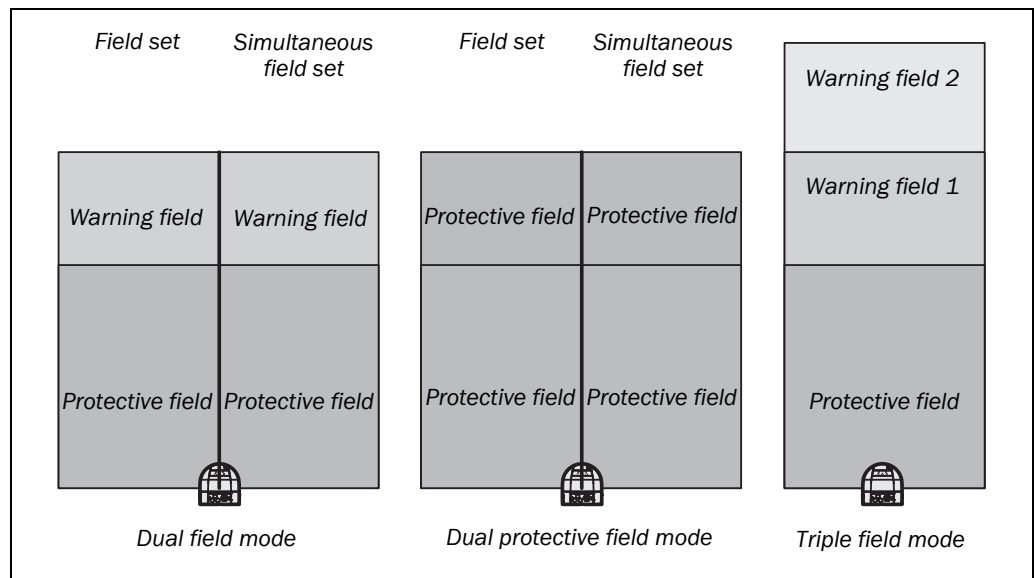 Field set
Simultaneous
field set
Field set
Simultaneous
field set
Warning field 2
Warning field 1
Warning field
Warning field
Protective field
Protective field
Protective field
Protective field
Protective field
Protective field
Protective field
Dual field mode
Dual protective field mode
Triple field mode